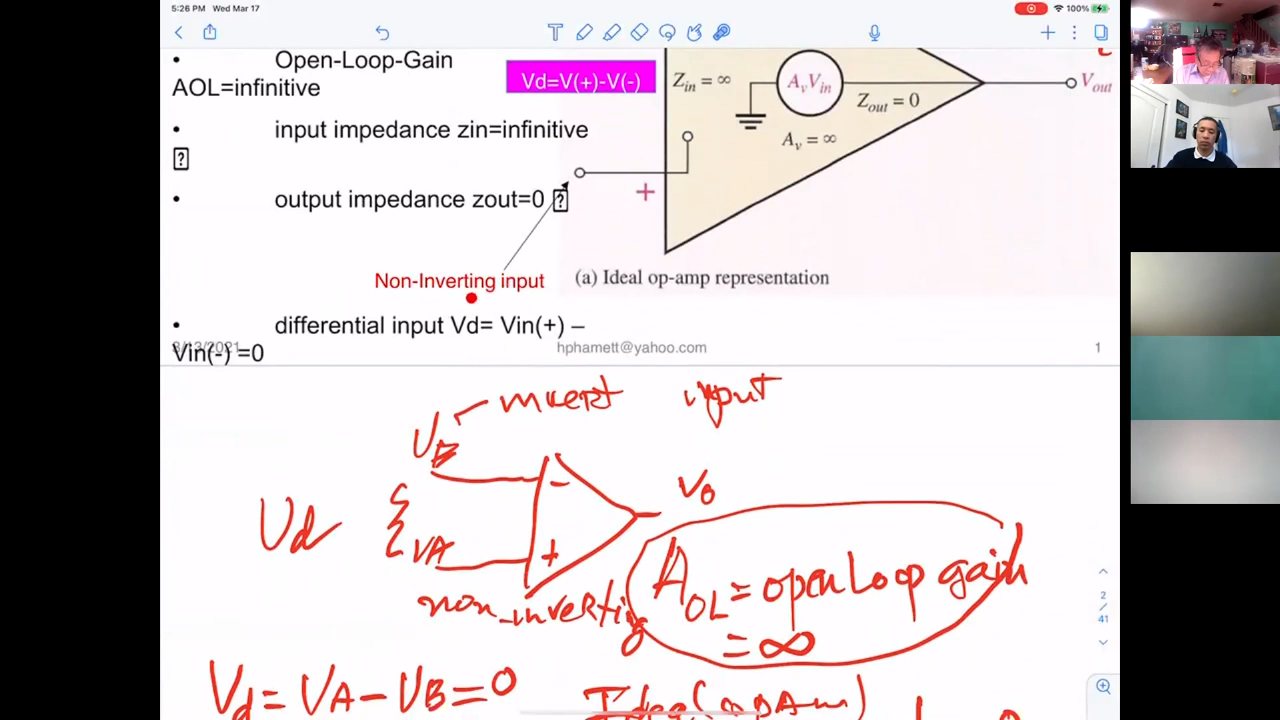 5:26 PM Wed Mar 17
100%
• Open-Loop-Gain
AOL=infinitive
Vd=V(+)-V(-)
Zin = ∞
AvVin
Zout = 0
Vout
Av = ∞
• input impedance zin=infinitive
• output impedance zout=0
+
Non-Inverting input
(a) Ideal op-amp representation
• differential input Vd= Vin(+) –
Vin(-) =0
hphamett@yahoo.com
1
invert input
VB
Vd
VA
-
+
Vo
non-inverting
AOL = open Loop gain
= ∞
Vd = VA - VB = 0
2
/
41